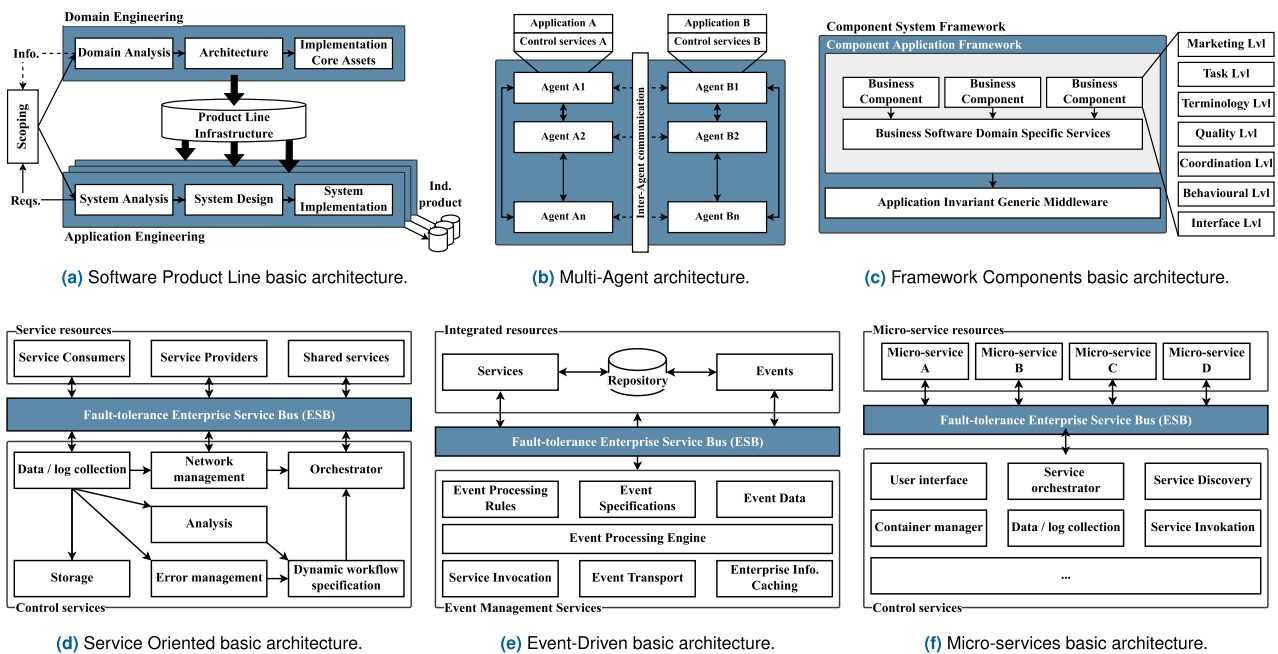 Domain Engineering
Info.
Domain Analysis
Architecture
Implementation
Core Assets
Scoping
Product Line
Infrastructure
Reqs.
System Analysis
System Design
System
Implementation
Ind.
product
Application Engineering
(a) Software Product Line basic architecture.
Application A
Control services A
Application B
Control services B
Agent A1
Agent B1
Agent A2
Agent B2
Agent An
Agent Bn
Inter-Agent comunication
(b) Multi-Agent architecture.
Component System Framework
Component Application Framework
Business
Component
Business
Component
Business
Component
Business Software Domain Specific Services
Application Invariant Generic Middleware
Marketing Lvl
Task Lvl
Terminology Lvl
Quality Lvl
Coordination Lvl
Behavioural Lvl
Interface Lvl
(c) Framework Components basic architecture.
Service resources
Service Consumers
Service Providers
Shared services
Fault-tolerance Enterprise Service Bus (ESB)
Data / log collection
Network
management
Orchestrator
Analysis
Storage
Error management
Dynamic workflow
specification
Control services
(d) Service Oriented basic architecture.
Integrated resources
Services
Repository
Events
Fault-tolerance Enterprise Service Bus (ESB)
Event Processing
Rules
Event
Specifications
Event Data
Event Processing Engine
Service Invocation
Event Transport
Enterprise Info.
Caching
Event Management Services
(e) Event-Driven basic architecture.
Micro-service resources
Micro-service
A
Micro-service
B
Micro-service
C
Micro-service
D
Fault-tolerance Enterprise Service Bus (ESB)
User interface
Service
orchestrator
Service Discovery
Container manager
Data / log collection
Service Invokation
...
Control services
(f) Micro-services basic architecture.